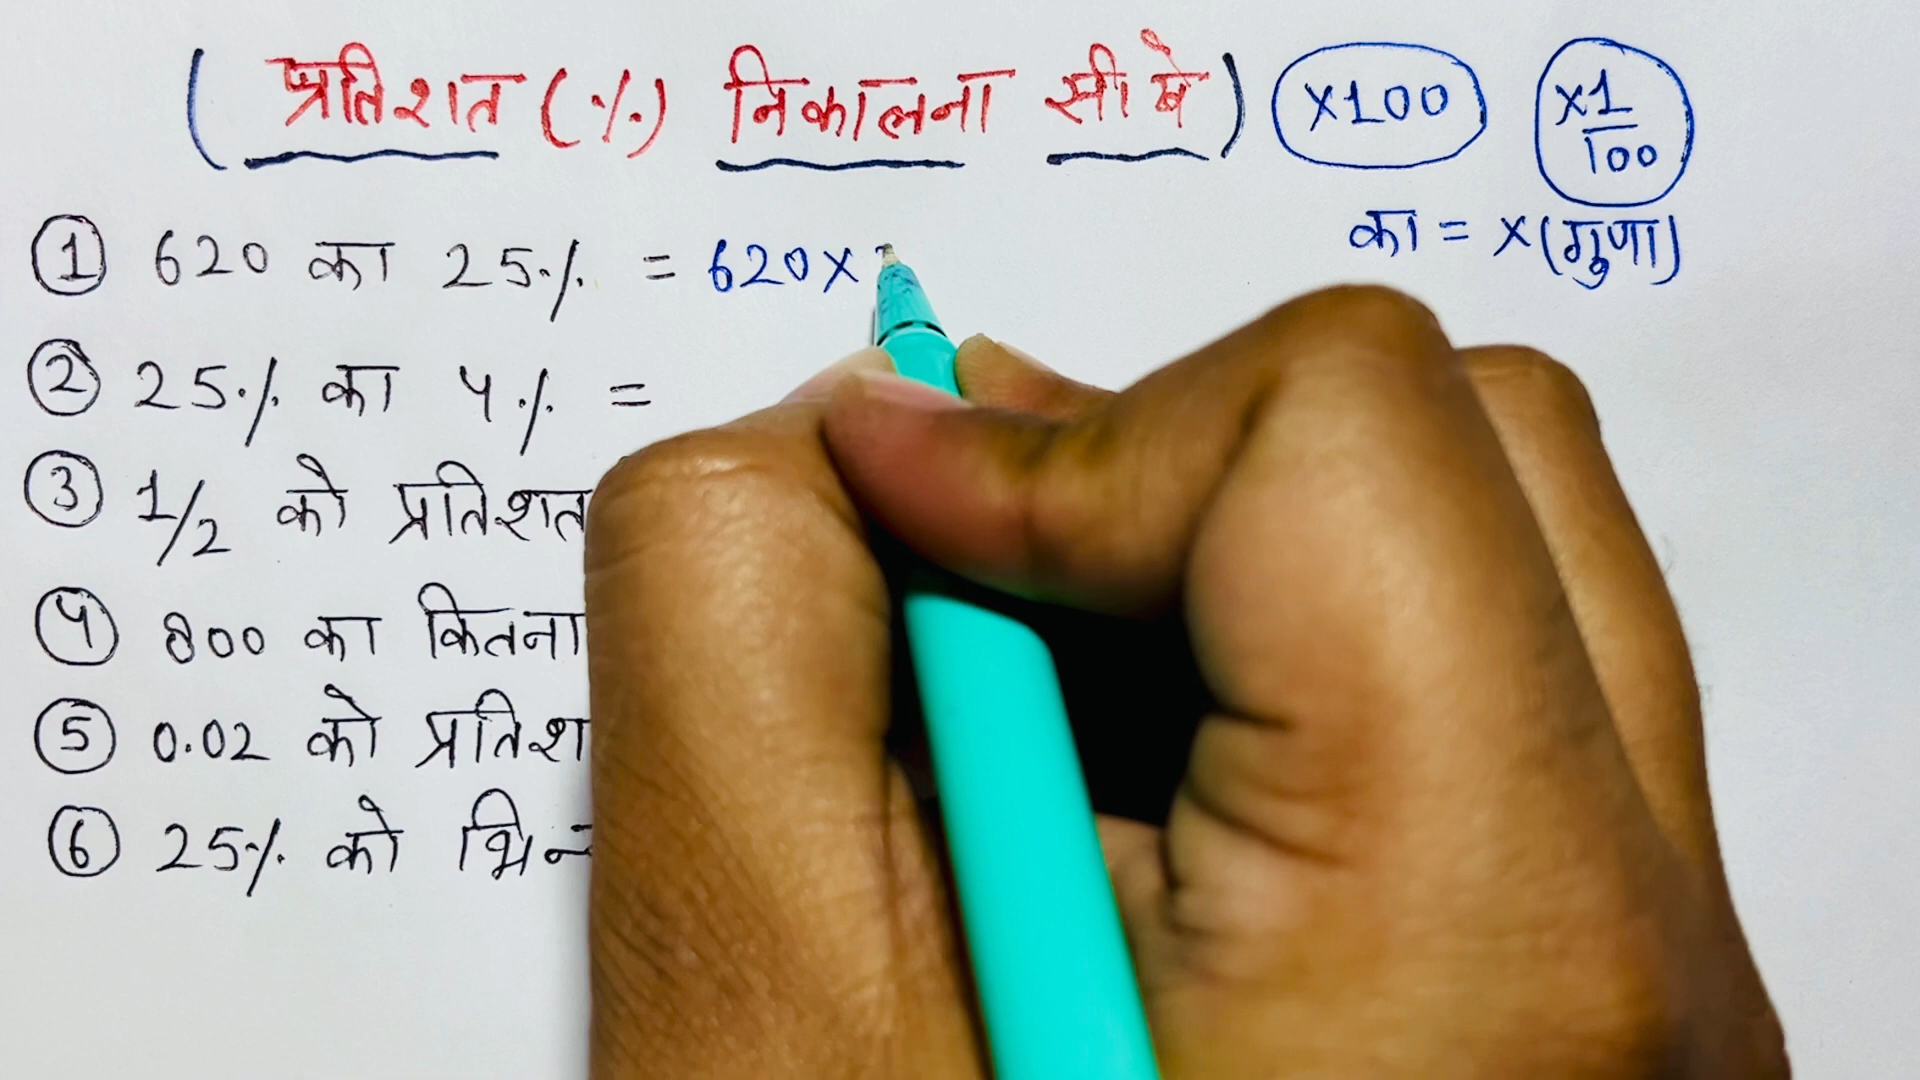 ( प्रतिशत (%) निकालना सीखे ) ×100 ×1/100
का = ×(गुणा)
① 620 का 25% = 620×
② 25% का 4% =
③ 1/2 को प्रतिशत
④ 800 का कितना
⑤ 0.02 को
⑥ 25% को